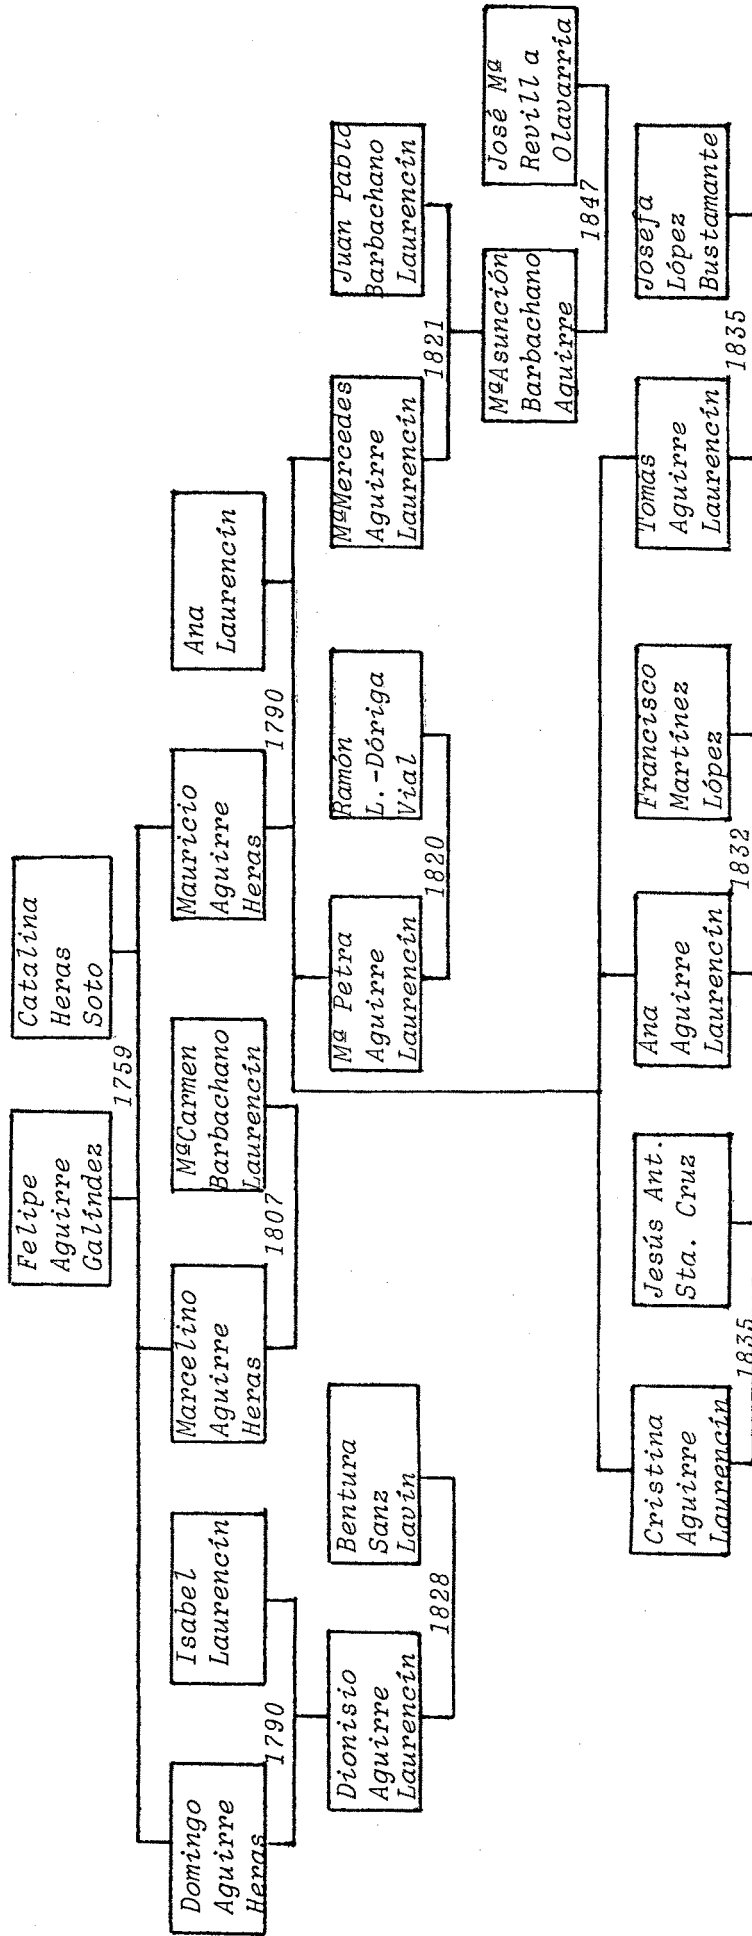 Felipe
Aguirre
Galíndez
1759
Catalina
Heras
Soto
Domingo
Aguirre
Heras
1790
Isabel
Laurencín
Marcelino
Aguirre
Heras
1807
MªCarmen
Barbachano
Laurencín
Mauricio
Aguirre
Heras
1790
Ana
Laurencín
Dionisio
Aguirre
Laurencín
1828
Bentura
Sanz
Lavín
Mª Petra
Aguirre
Laurencín
1820
Ramón
L.-Dóriga
Vial
MªMercedes
Aguirre
Laurencín
1821
Juan Pablo
Barbachano
Laurencín
MªAsunción
Barbachano
Aguirre
1847
José Mª
Revilla
Olavarría
Cristina
Aguirre
Laurencín
1835
Jesús Ant.
Sta. Cruz
Ana
Aguirre
Laurencín
1832
Francisco
Martínez
López
Tomás
Aguirre
Laurencín
1835
Josefa
López
Bustamante